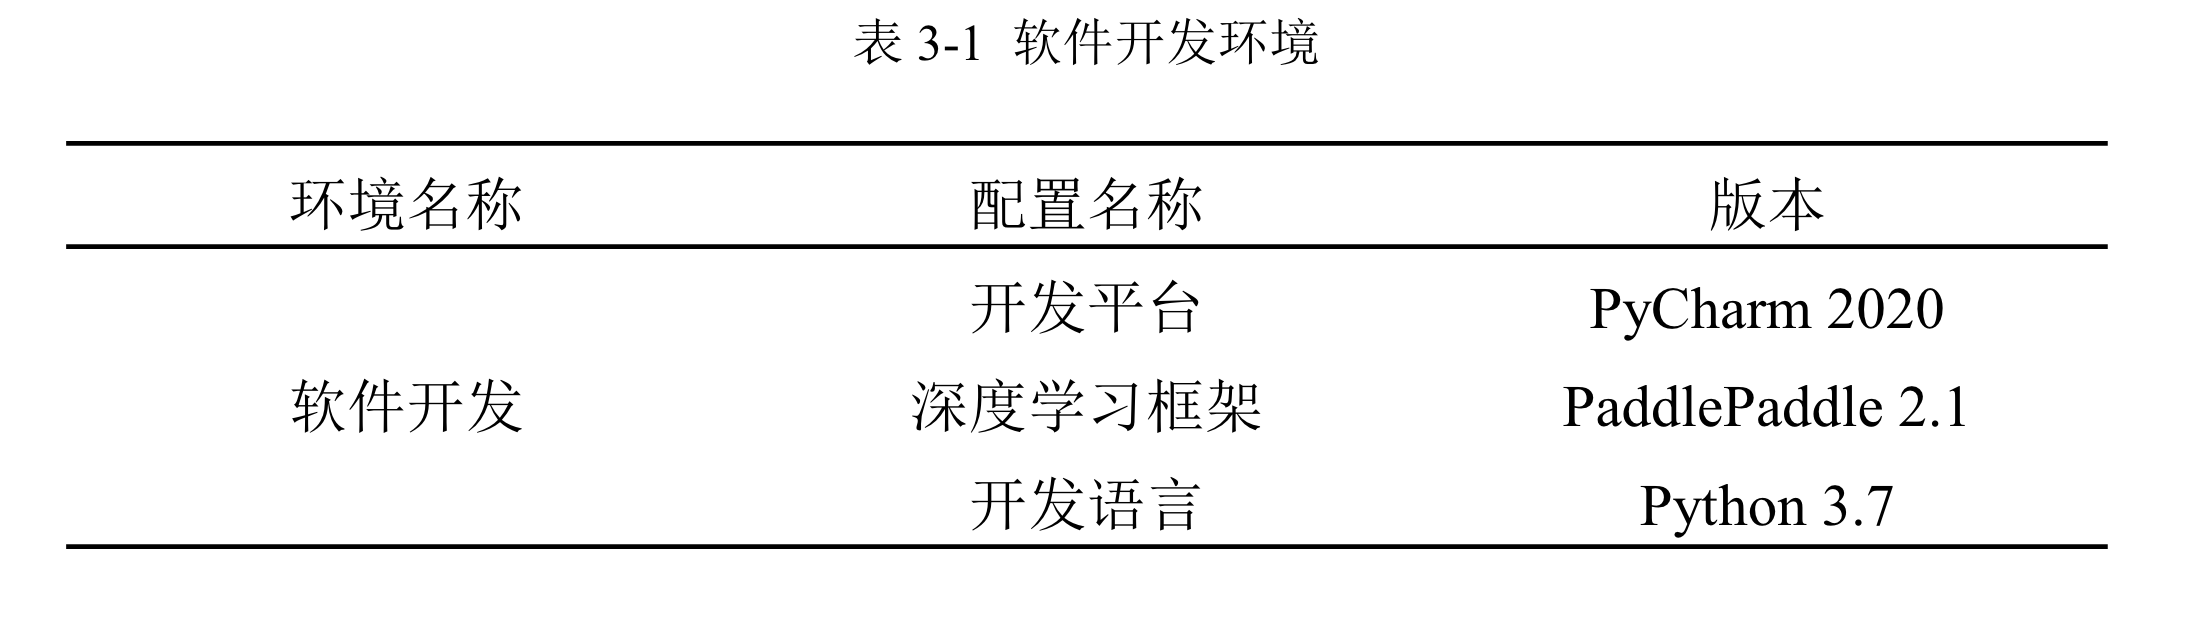 表 3-1 软件开发环境
环境名称 配置名称 版本
开发平台 PyCharm 2020
软件开发 深度学习框架 PaddlePaddle 2.1
开发语言 Python 3.7